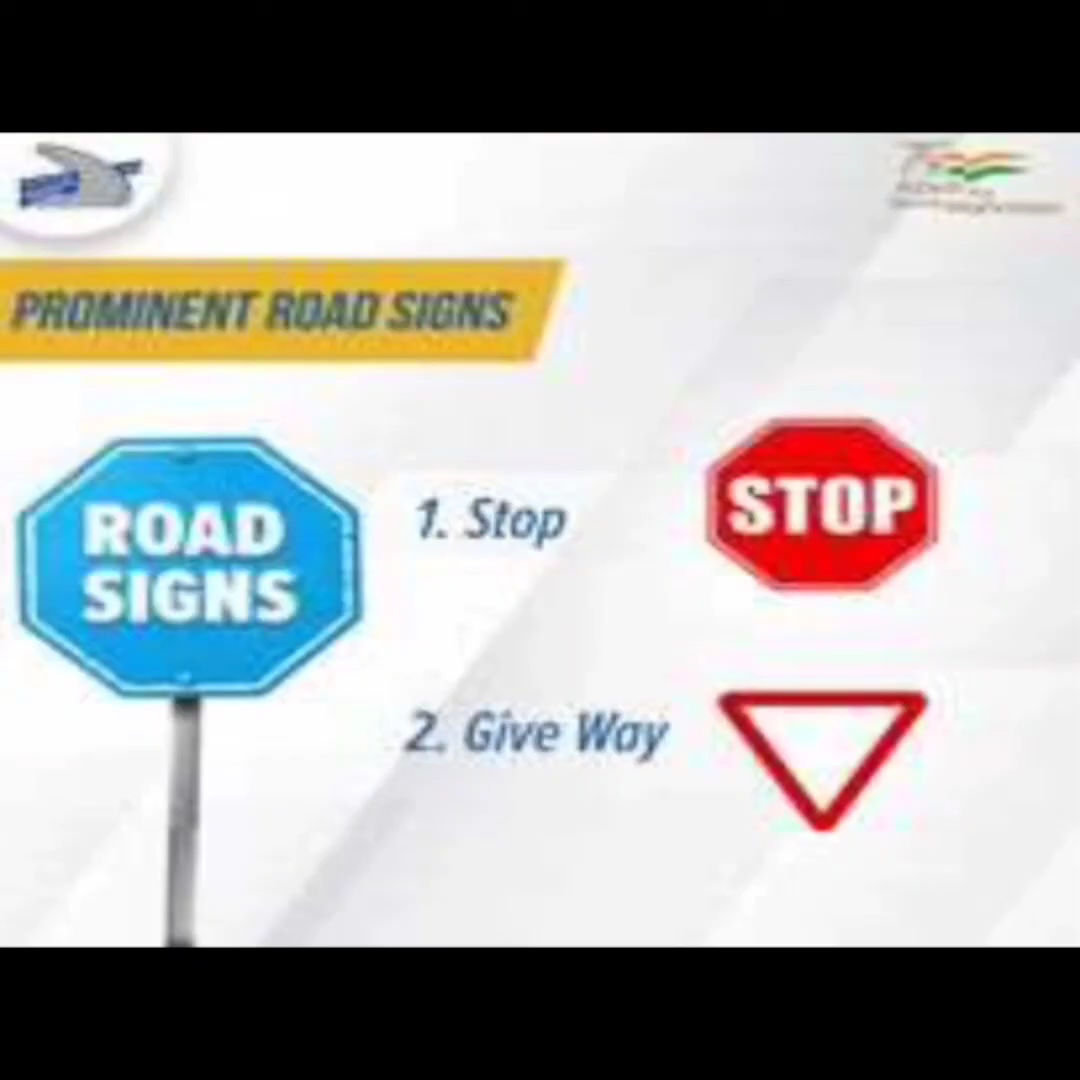 PROMINENT ROAD SIGNS
ROAD
SIGNS
1. Stop
STOP
2. Give Way